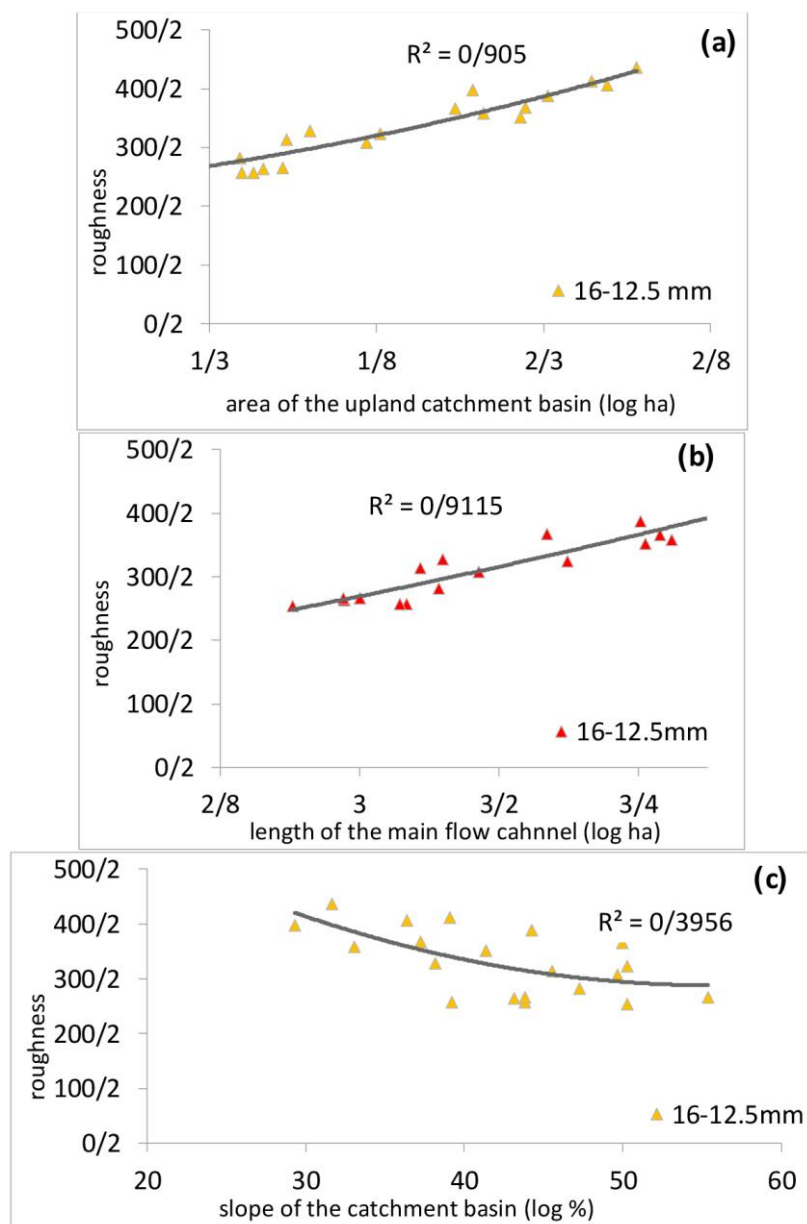 (a)
500/2
R² = 0/905
400/2
300/2
200/2
100/2
0/2
roughness
16-12.5 mm
1/3 1/8 2/3 2/8
area of the upland catchment basin (log ha)
(b)
500/2
R² = 0/9115
400/2
300/2
200/2
100/2
0/2
roughness
16-12.5mm
2/8 3 3/2 3/4
length of the main flow cahnnel (log ha)
(c)
500/2
R² = 0/3956
400/2
300/2
200/2
100/2
0/2
roughness
16-12.5mm
20 30 40 50 60
slope of the catchment basin (log %)